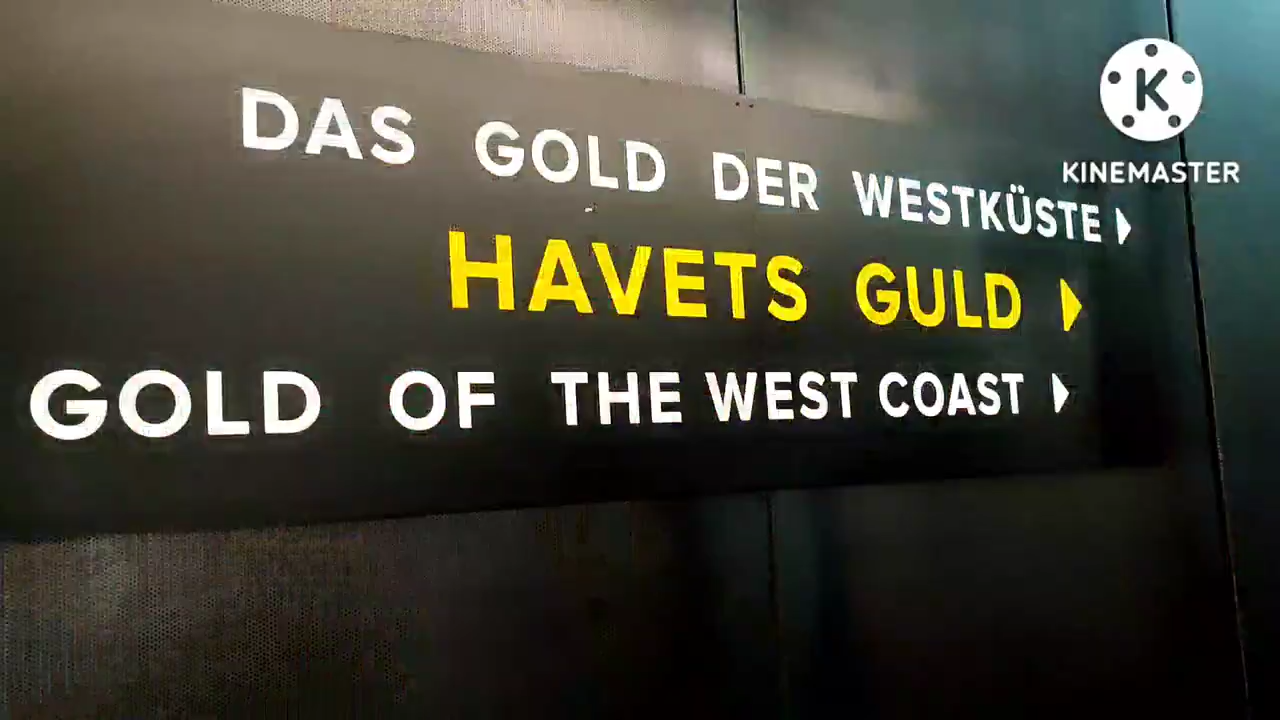 DAS GOLD DER WESTKÜSTE
HAVETS GULD
GOLD OF THE WEST COAST
K
KINEMASTER